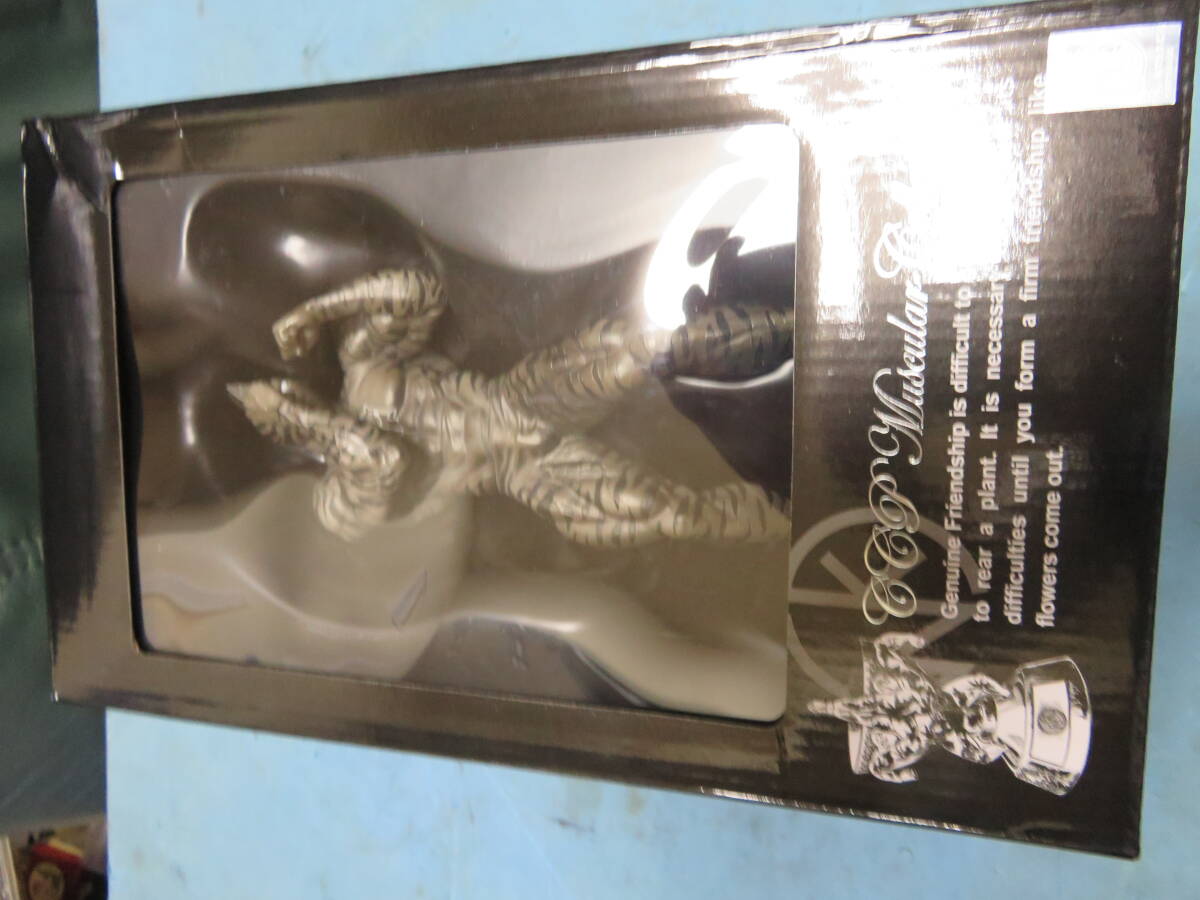 CCP Muscular
Genuine Friendship is difficult to
to rear a plant. It is necessary
difficulties until you form a firm friendship like
flowers come out.